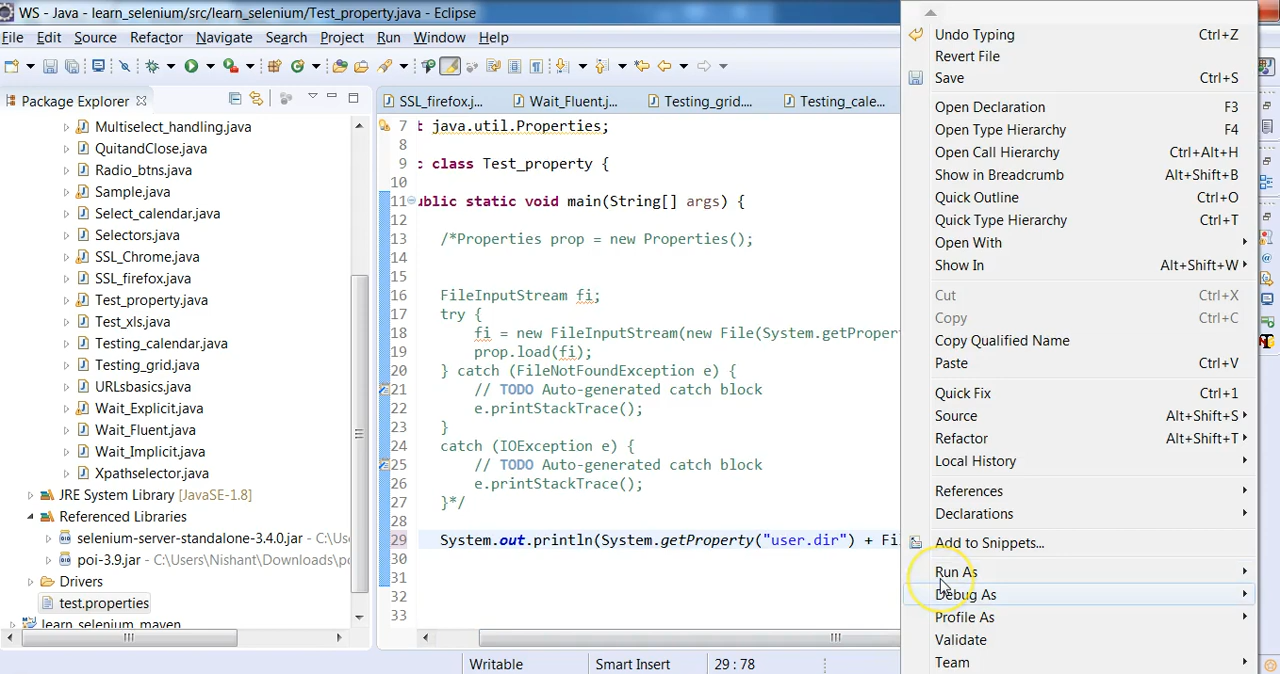 WS - Java - learn_selenium/src/learn_selenium/Test_property.java - Eclipse
File Edit Source Refactor Navigate Search Project Run Window Help
Package Explorer
Multiselect_handling.java
QuitandClose.java
Radio_btns.java
Sample.java
Select_calendar.java
Selectors.java
SSL_Chrome.java
SSL_firefox.java
Test_property.java
Test_xls.java
Testing_calendar.java
Testing_grid.java
URLsbasics.java
Wait_Explicit.java
Wait_Fluent.java
Wait_Implicit.java
Xpathselector.java
JRE System Library [JavaSE-1.8]
Referenced Libraries
selenium-server-standalone-3.4.0.jar - C:\Us
poi-3.9.jar - C:\Users\Nishant\Downloads\po
Drivers
test.properties
learn_selenium_maven
SSL_firefox.j... Wait_Fluent.j... Testing_grid.... Testing_cale...
7 t java.util.Properties;
8
9 c class Test_property {
10
11 ublic static void main(String[] args) {
12
13 /*Properties prop = new Properties();
14
15
16 FileInputStream fi;
17 try {
18 fi = new FileInputStream(new File(System.getPropert
19 prop.load(fi);
20 } catch (FileNotFoundException e) {
21 // TODO Auto-generated catch block
22 e.printStackTrace();
23 }
24 catch (IOException e) {
25 // TODO Auto-generated catch block
26 e.printStackTrace();
27 }*/
28
29 System.out.println(System.getProperty("user.dir") + Fi
30
31
32
33
Writable Smart Insert 29 : 78
Undo Typing Ctrl+Z
Revert File
Save Ctrl+S
Open Declaration F3
Open Type Hierarchy F4
Open Call Hierarchy Ctrl+Alt+H
Show in Breadcrumb Alt+Shift+B
Quick Outline Ctrl+O
Quick Type Hierarchy Ctrl+T
Open With
Show In Alt+Shift+W
Cut Ctrl+X
Copy Ctrl+C
Copy Qualified Name
Paste Ctrl+V
Quick Fix Ctrl+1
Source Alt+Shift+S
Refactor Alt+Shift+T
Local History
References
Declarations
Add to Snippets...
Run As
Debug As
Profile As
Validate
Team